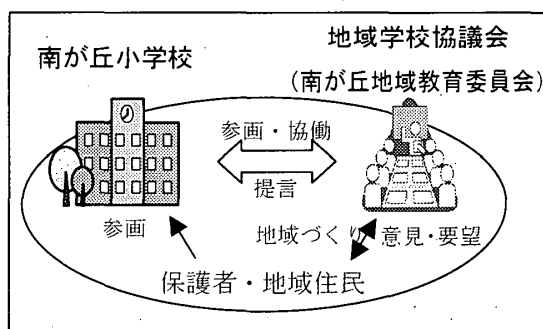 南が丘小学校
地域学校協議会
(南が丘地域教育委員会)
参画・協働
提言
参画
地域づくり
意見・要望
保護者・地域住民